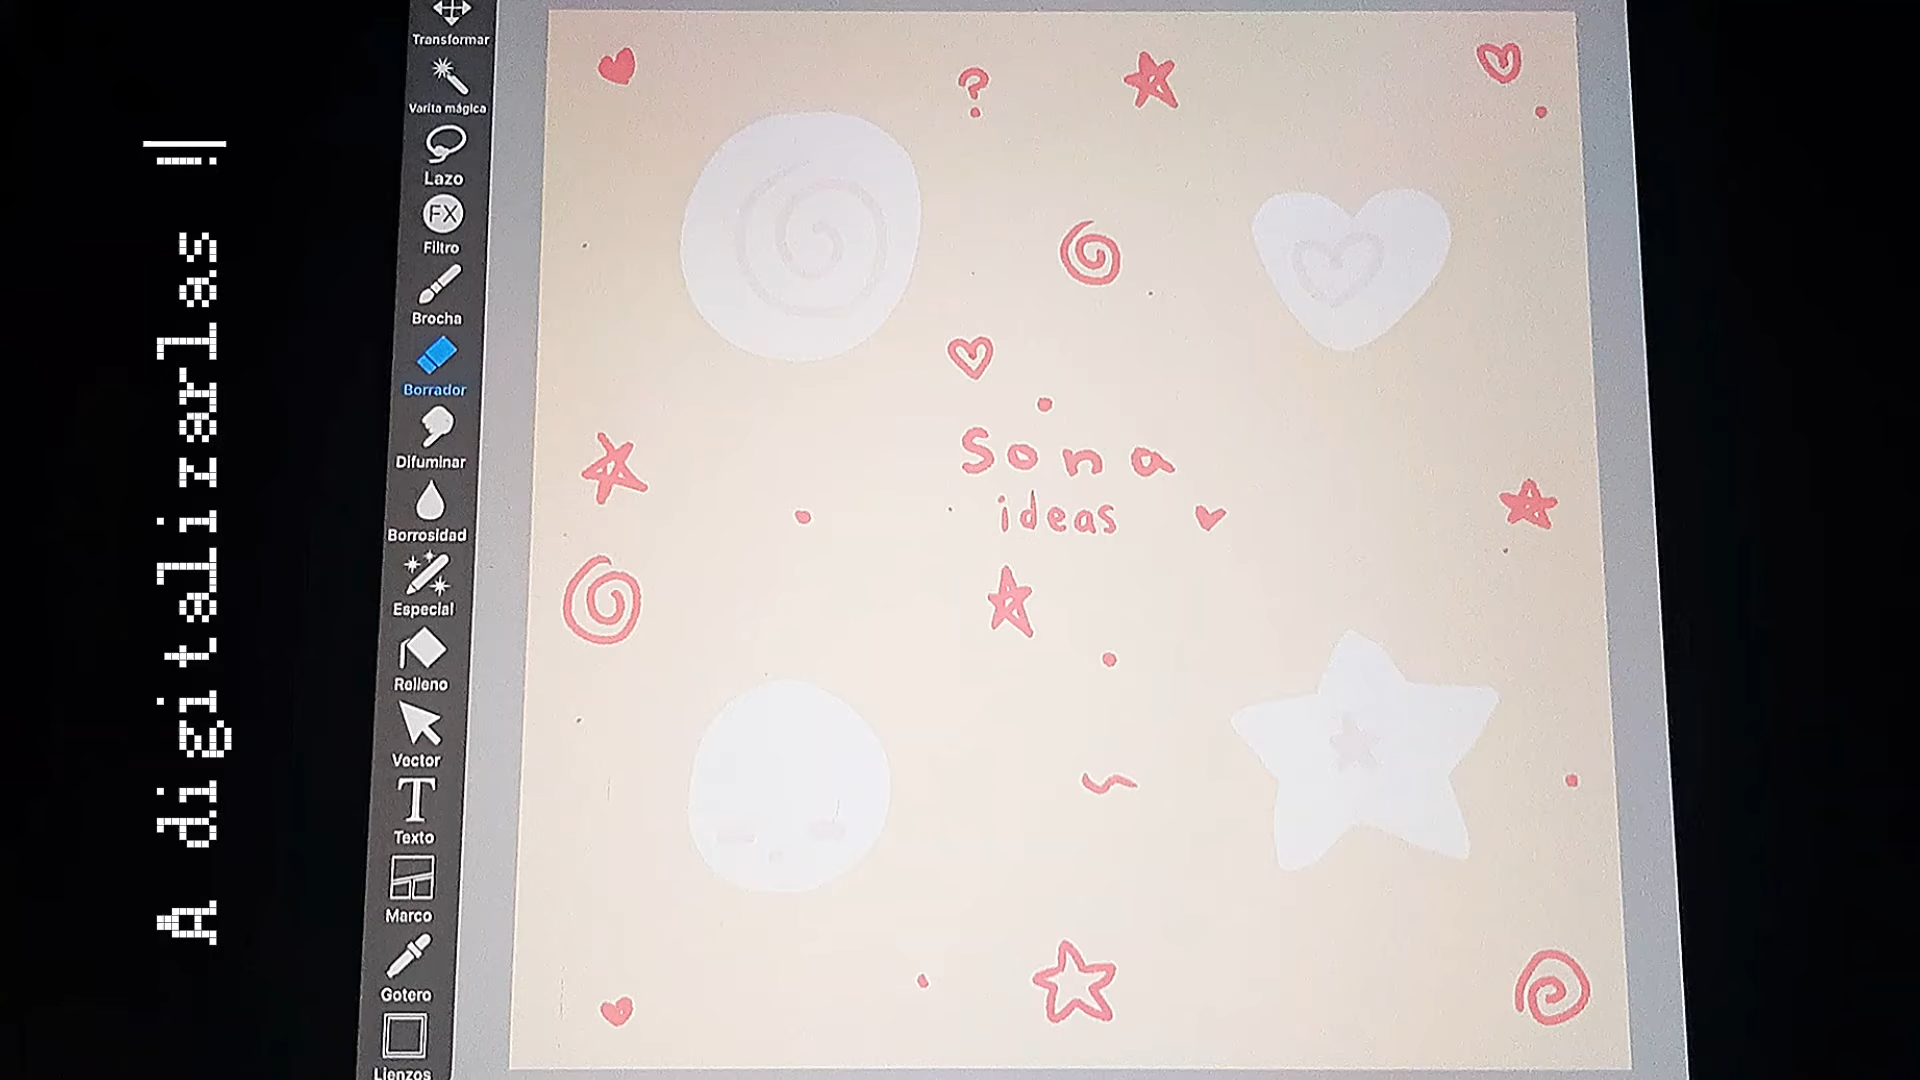 A digitalizarlas !|
Transformar
Varita mágica
Lazo
FX
Filtro
Brocha
Borrador
Difuminar
Borrosidad
Especial
Relleno
Vector
T
Texto
Marco
Gotero
Lienzos
?
Sona
ideas